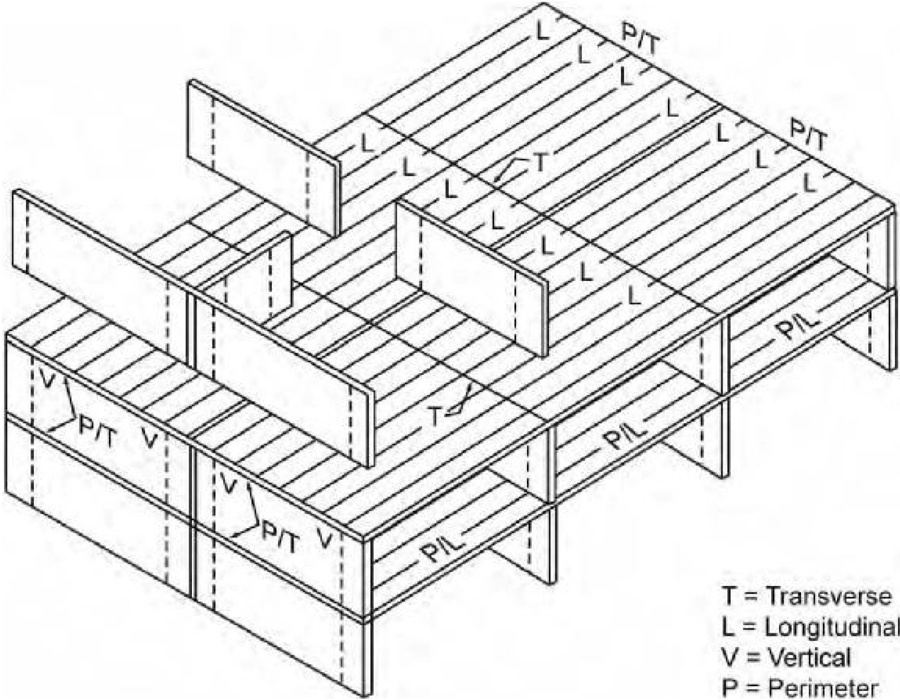 L
P/T
L
L
L
P/T
L
L
L
L
T
L
L
L
L
L
L
P/L
T
P/L
V
P/T
V
V
P/T
V
P/L
T = Transverse
L = Longitudinal
V = Vertical
P = Perimeter